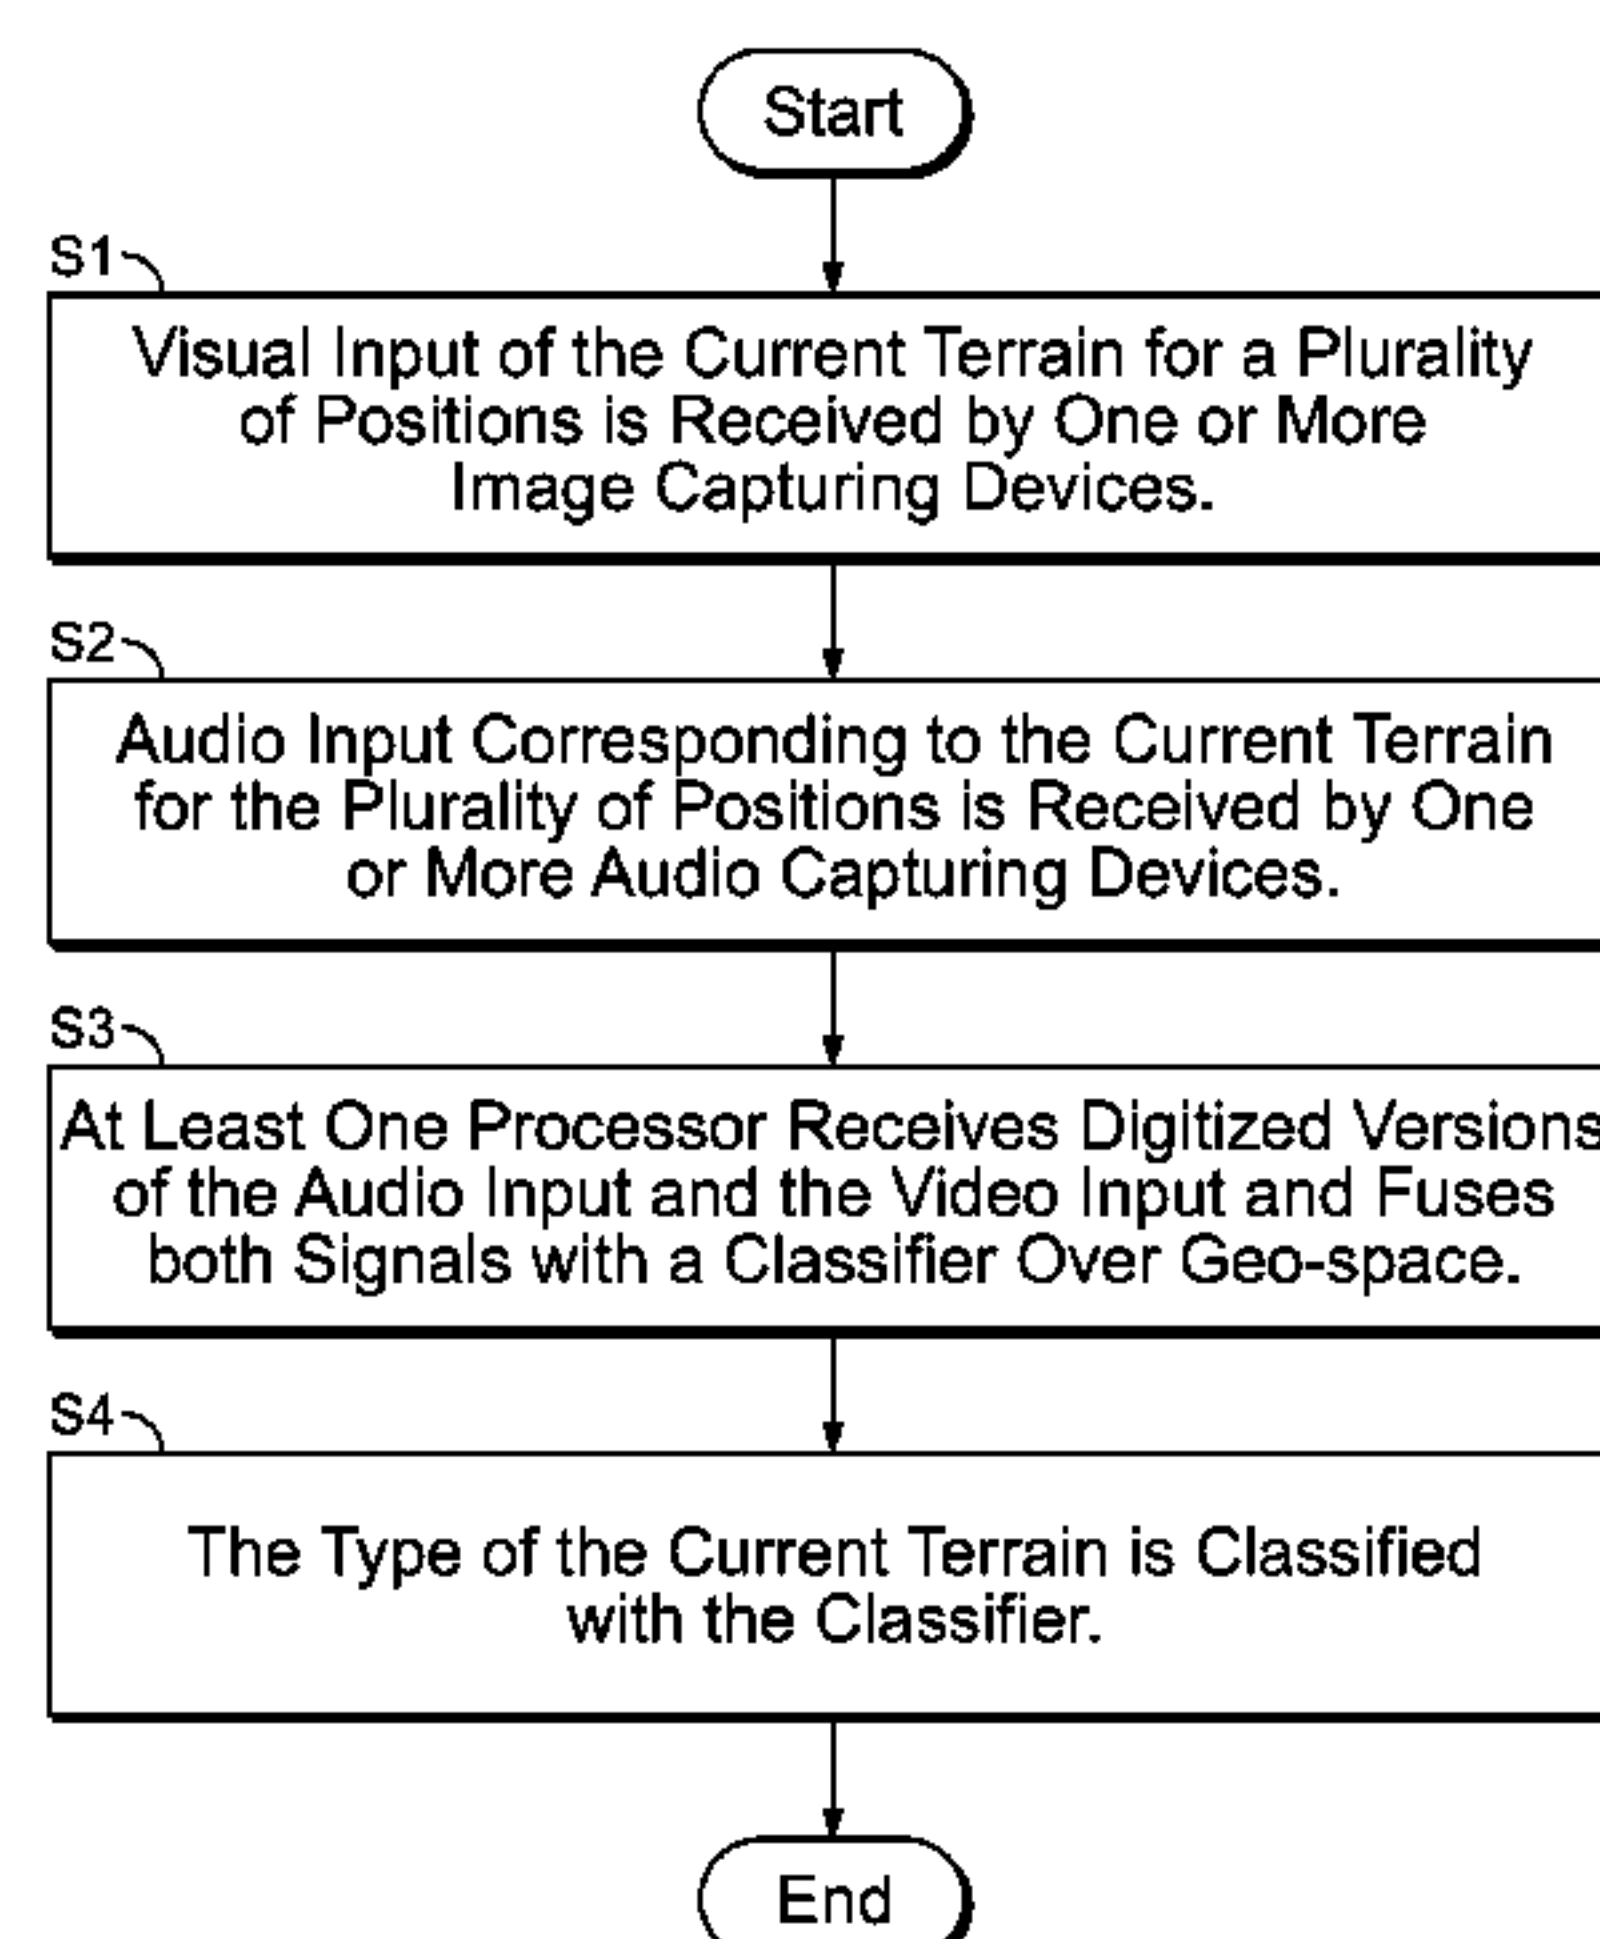 Start
S1
Visual Input of the Current Terrain for a Plurality
of Positions is Received by One or More
Image Capturing Devices.
S2
Audio Input Corresponding to the Current Terrain
for the Plurality of Positions is Received by One
or More Audio Capturing Devices.
S3
At Least One Processor Receives Digitized Versions
of the Audio Input and the Video Input and Fuses
both Signals with a Classifier Over Geo-space.
S4
The Type of the Current Terrain is Classified
with the Classifier.
End